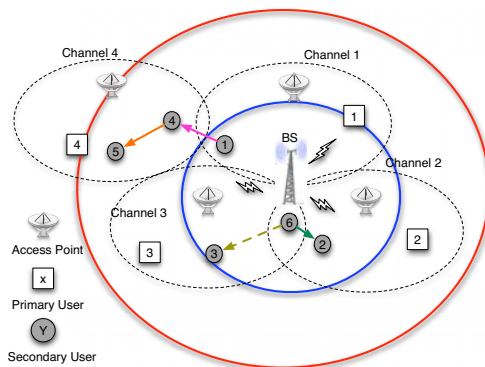 Channel 4
Channel 1
1
BS
4
4
1
5
Channel 2
Channel 3
6
2
2
3
3
Access Point
x
Primary User
Y
Secondary User